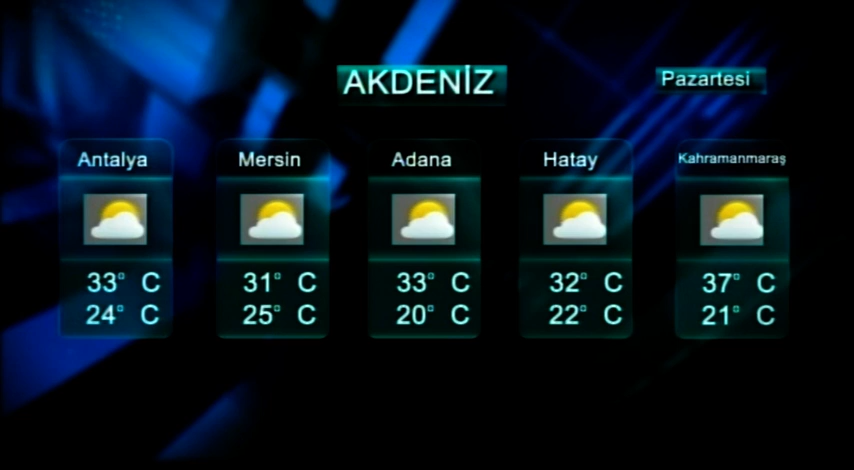 AKDENİZ
Pazartesi
Antalya Mersin Adana Hatay Kahramanmaraş
33° C 31° C 33° C 32° C 37° C
24° C 25° C 20° C 22° C 21° C